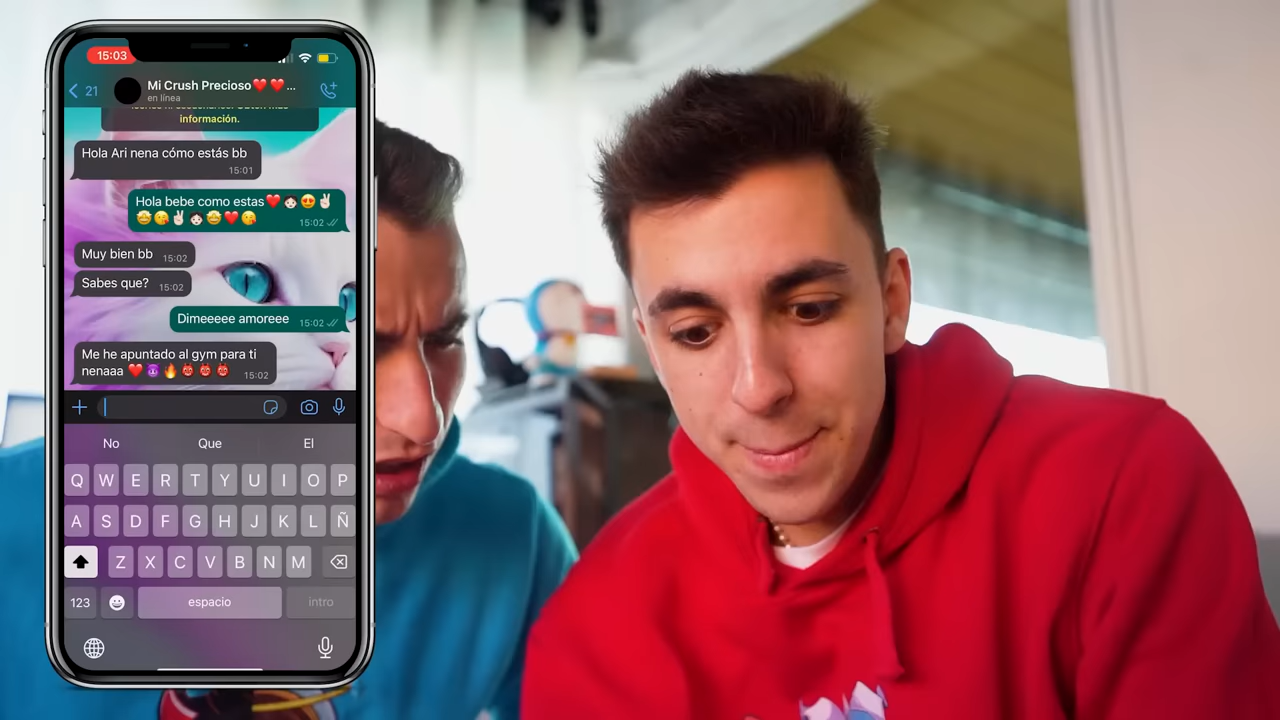 15:03
21
Mi Crush Precioso❤️❤️...
en línea
información.
Hola Ari nena cómo estás bb
15:01
Hola bebe como estas❤️👩🏻😍✌🏻
🤩😘✌🏻👩🏻🤩❤️😘 15:02
Muy bien bb 15:02
Sabes que? 15:02
Dimeeeee amoreee 15:02
Me he apuntado al gym para ti
nenaaa ❤️😈🔥👹👹👹 15:02
No Que El
Q W E R T Y U I O P
A S D F G H J K L Ñ
Z X C V B N M
123 espacio intro